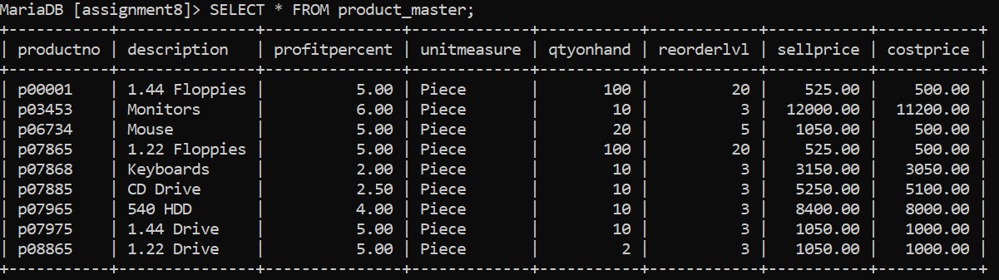 MariaDB [assignment8]> SELECT * FROM product_master;
+-----------+--------------+---------------+-------------+-----------+------------+-----------+-----------+
| productno | description  | profitpercent | unitmeasure | qtyonhand | reorderlvl | sellprice | costprice |
+-----------+--------------+---------------+-------------+-----------+------------+-----------+-----------+
| p00001    | 1.44 Floppies |          5.00 | Piece       |       100 |         20 |    525.00 |    500.00 |
| p03453    | Monitors     |          6.00 | Piece       |        10 |          3 |  12000.00 |  11200.00 |
| p06734    | Mouse        |          5.00 | Piece       |        20 |          5 |   1050.00 |    500.00 |
| p07865    | 1.22 Floppies |          5.00 | Piece       |       100 |         20 |    525.00 |    500.00 |
| p07868    | Keyboards    |          2.00 | Piece       |        10 |          3 |   3150.00 |   3050.00 |
| p07885    | CD Drive     |          2.50 | Piece       |        10 |          3 |   5250.00 |   5100.00 |
| p07965    | 540 HDD      |          4.00 | Piece       |        10 |          3 |   8400.00 |   8000.00 |
| p07975    | 1.44 Drive   |          5.00 | Piece       |        10 |          3 |   1050.00 |   1000.00 |
| p08865    | 1.22 Drive   |          5.00 | Piece       |         2 |          3 |   1050.00 |   1000.00 |
+-----------+--------------+---------------+-------------+-----------+------------+-----------+-----------+